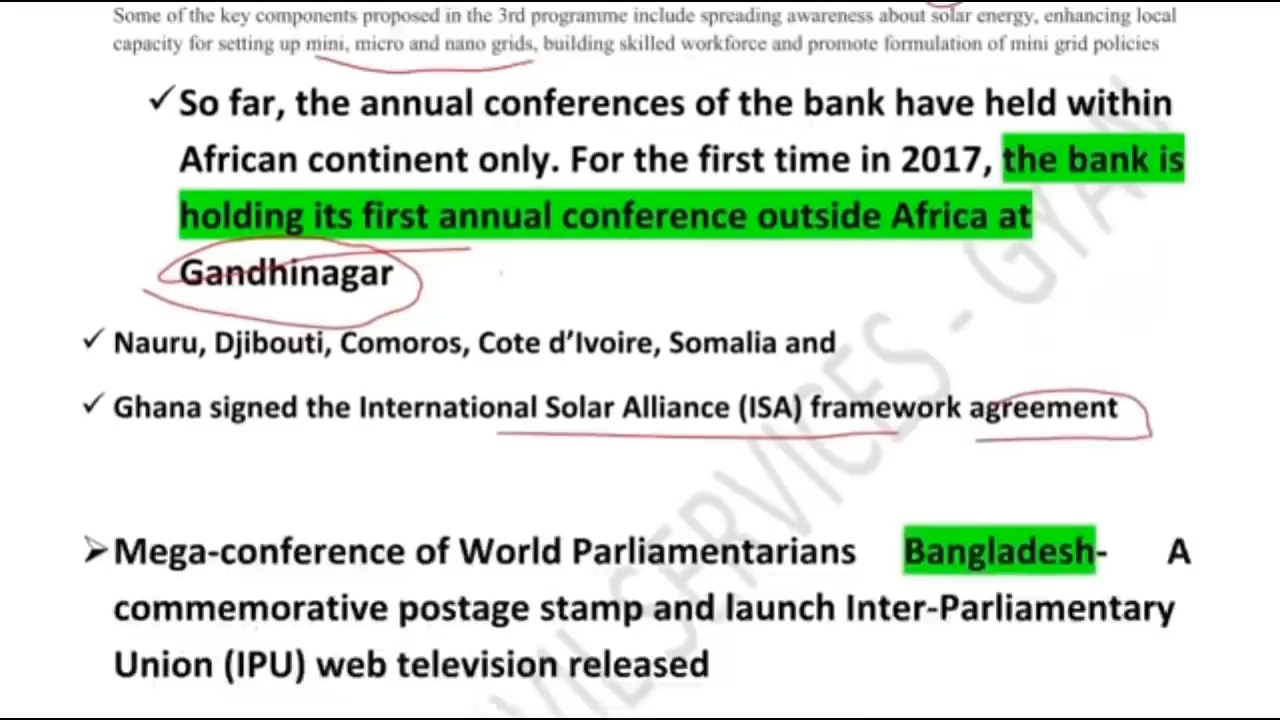 Some of the key components proposed in the 3rd programme include spreading awareness about solar energy, enhancing local
capacity for setting up mini, micro and nano grids, building skilled workforce and promote formulation of mini grid policies
✓So far, the annual conferences of the bank have held within
African continent only. For the first time in 2017, the bank is
holding its first annual conference outside Africa at
Gandhinagar
✓ Nauru, Djibouti, Comoros, Cote d’Ivoire, Somalia and
✓ Ghana signed the International Solar Alliance (ISA) framework agreement
➢Mega-conference of World Parliamentarians Bangladesh- A
commemorative postage stamp and launch Inter-Parliamentary
Union (IPU) web television released
IVIL SERVICES - GYAN